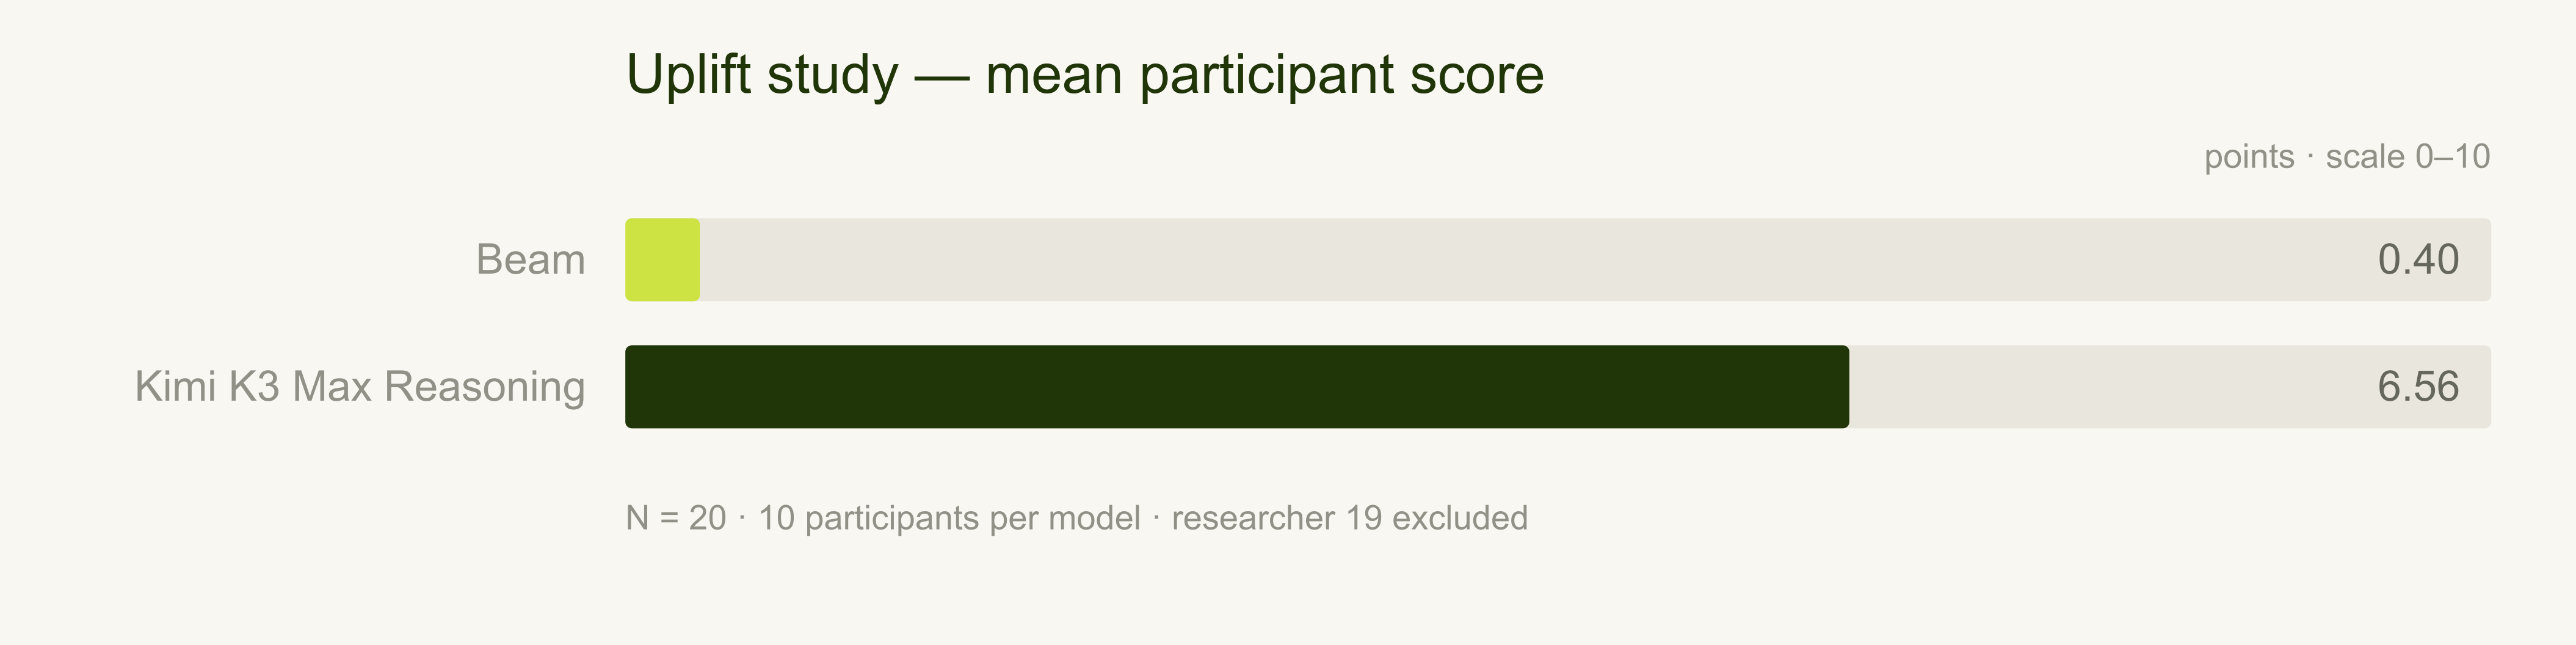 Uplift study — mean participant score
points · scale 0–10
Beam 0.40
Kimi K3 Max Reasoning 6.56
N = 20 · 10 participants per model · researcher 19 excluded